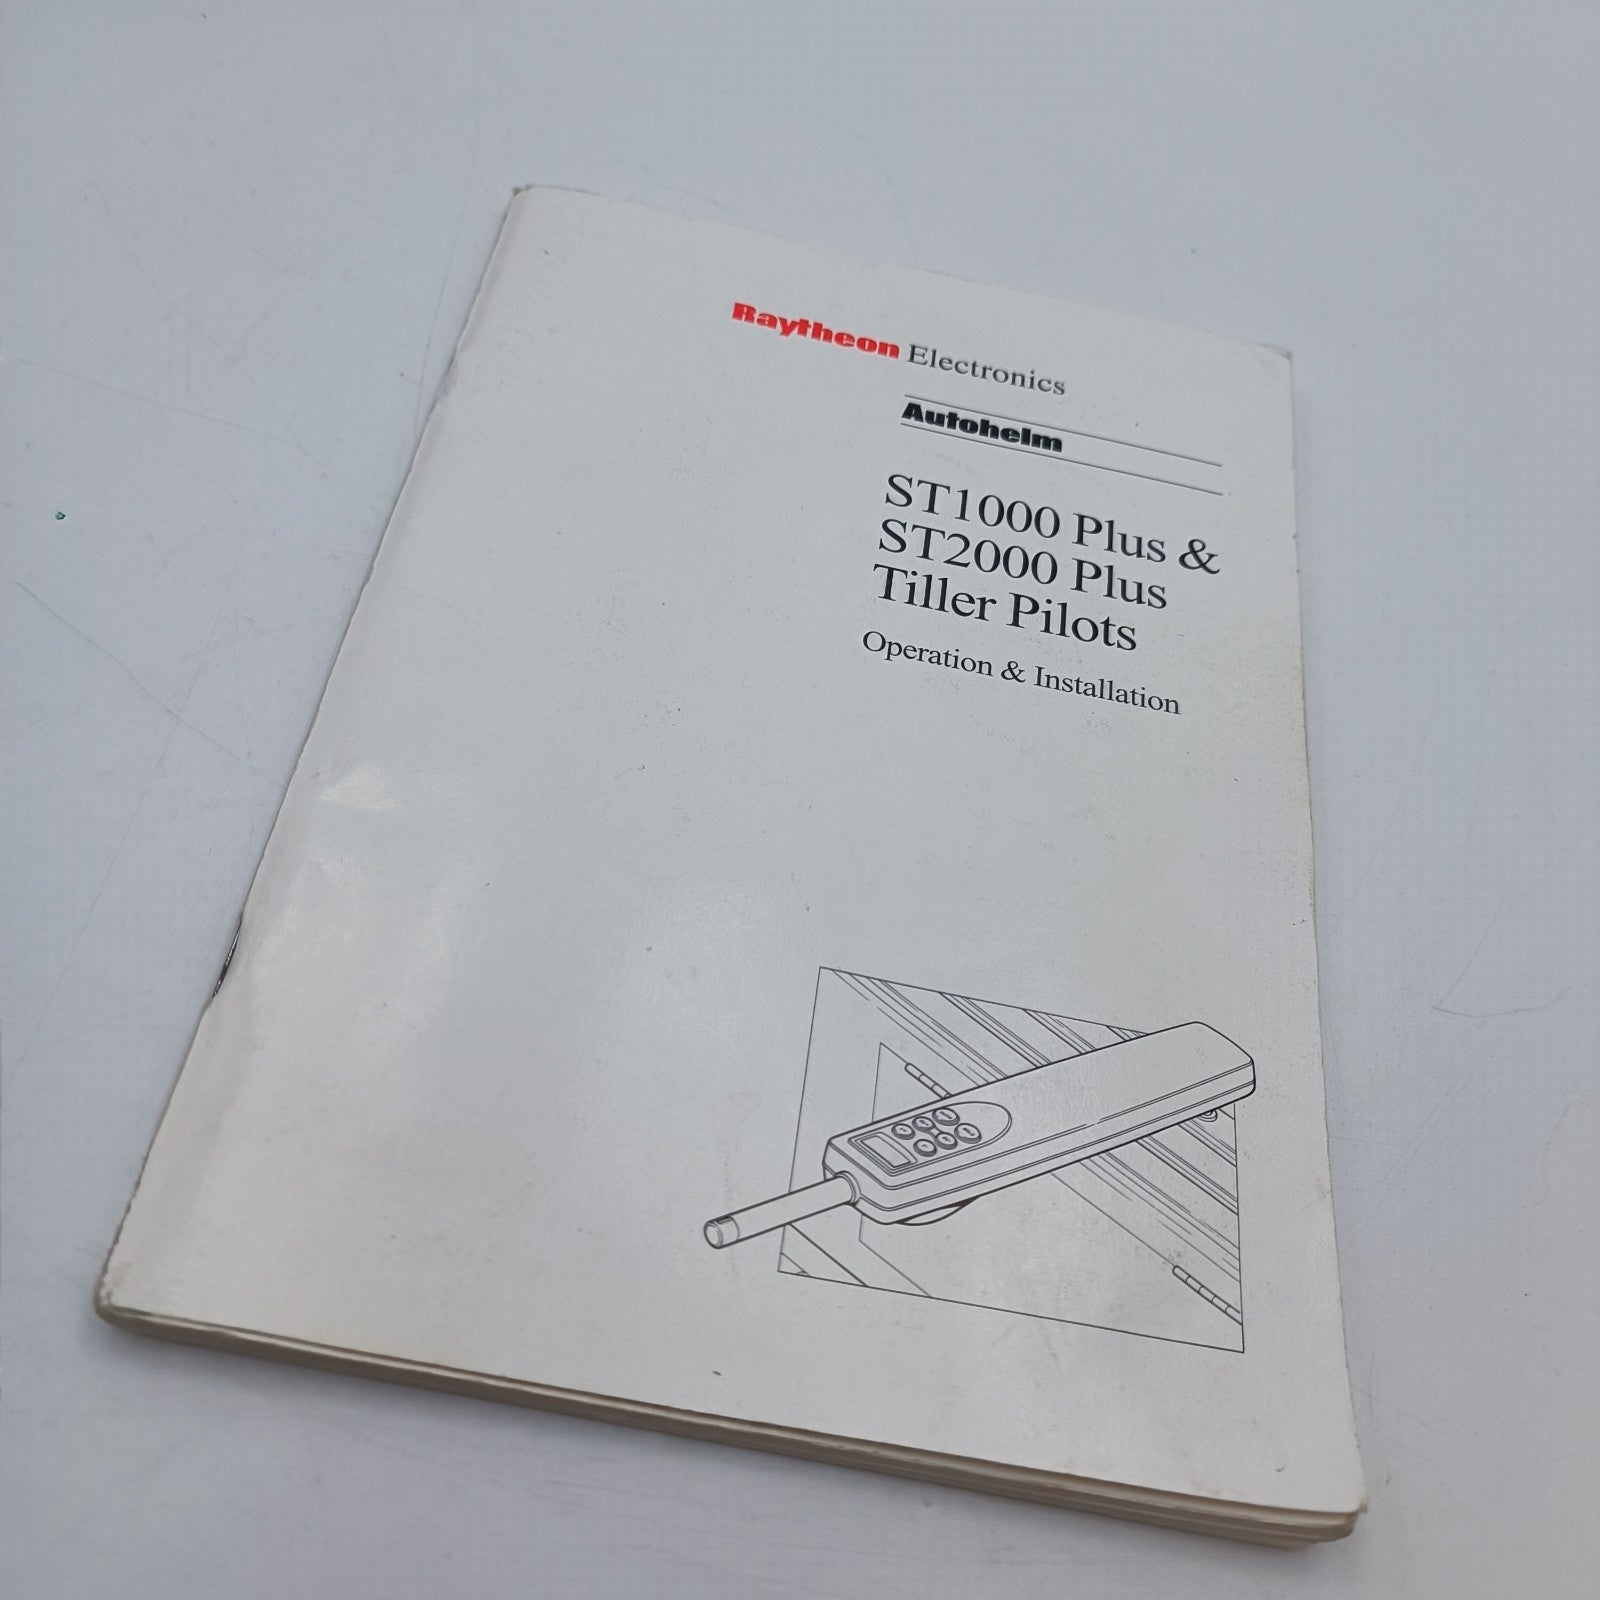 Raytheon Electronics
Autohelm
ST1000 Plus &
ST2000 Plus
Tiller Pilots
Operation & Installation